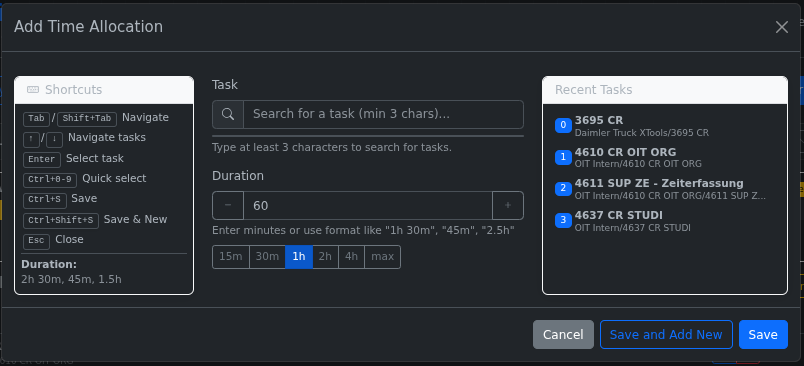 Add Time Allocation
Shortcuts
Tab / Shift+Tab Navigate
↑ / ↓ Navigate tasks
Enter Select task
Ctrl+0-9 Quick select
Ctrl+S Save
Ctrl+Shift+S Save & New
Esc Close
Duration:
2h 30m, 45m, 1.5h
Task
Search for a task (min 3 chars)...
Type at least 3 characters to search for tasks.
Duration
− 60 +
Enter minutes or use format like "1h 30m", "45m", "2.5h"
15m 30m 1h 2h 4h max
Recent Tasks
0 3695 CR
Daimler Truck XTools/3695 CR
1 4610 CR OIT ORG
OIT Intern/4610 CR OIT ORG
2 4611 SUP ZE - Zeiterfassung
OIT Intern/4610 CR OIT ORG/4611 SUP Z...
3 4637 CR STUDI
OIT Intern/4637 CR STUDI
Cancel Save and Add New Save